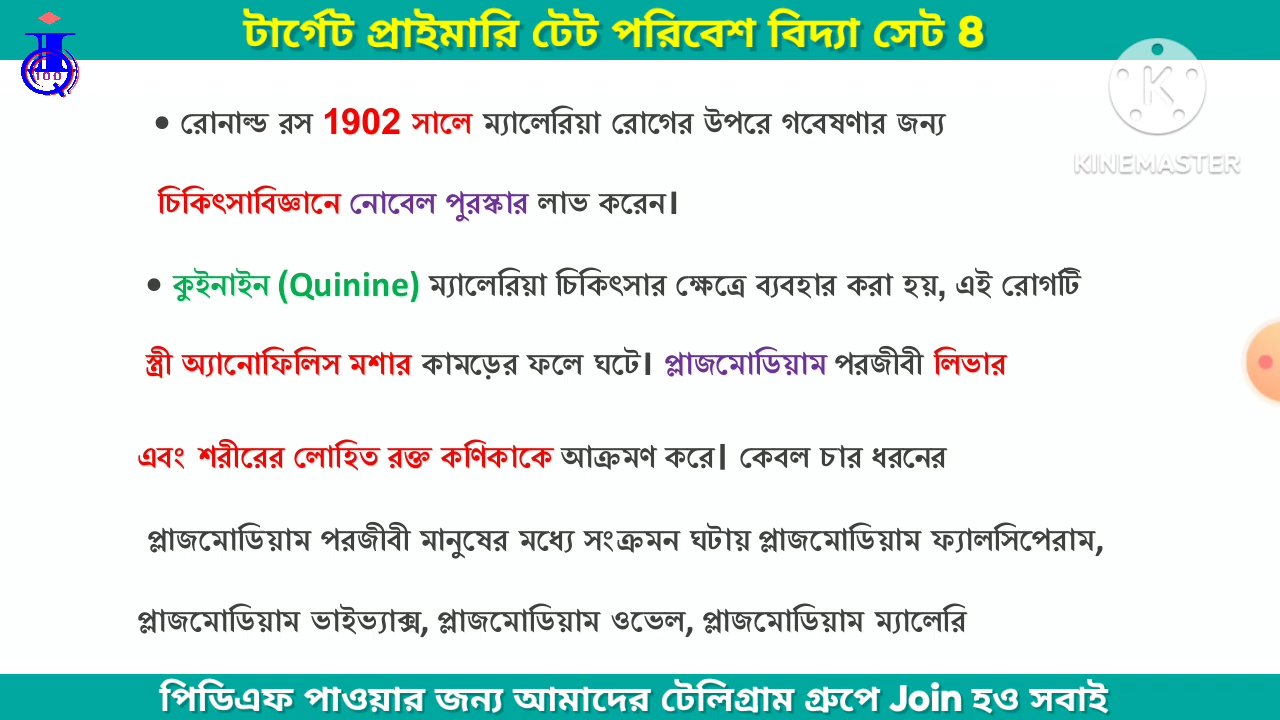 টার্গেট প্রাইমারি টেট পরিবেশ বিদ্যা সেট 8
100
Q
K
KINEMASTER
• রোনাল্ড রস 1902 সালে ম্যালেরিয়া রোগের উপরে গবেষণার জন্য
চিকিৎসাবিজ্ঞানে নোবেল পুরস্কার লাভ করেন।
• কুইনাইন (Quinine) ম্যালেরিয়া চিকিৎসার ক্ষেত্রে ব্যবহার করা হয়, এই রোগটি
স্ত্রী অ্যানোফিলিস মশার কামড়ের ফলে ঘটে। প্লাজমোডিয়াম পরজীবী লিভার
এবং শরীরের লোহিত রক্ত কণিকাকে আক্রমণ করে। কেবল চার ধরনের
প্লাজমোডিয়াম পরজীবী মানুষের মধ্যে সংক্রমন ঘটায় প্লাজমোডিয়াম ফ্যালসিপেরাম,
প্লাজমোডিয়াম ভাইভ্যাক্স, প্লাজমোডিয়াম ওভেল, প্লাজমোডিয়াম ম্যালেরি
পিডিএফ পাওয়ার জন্য আমাদের টেলিগ্রাম গ্রুপে Join হও সবাই